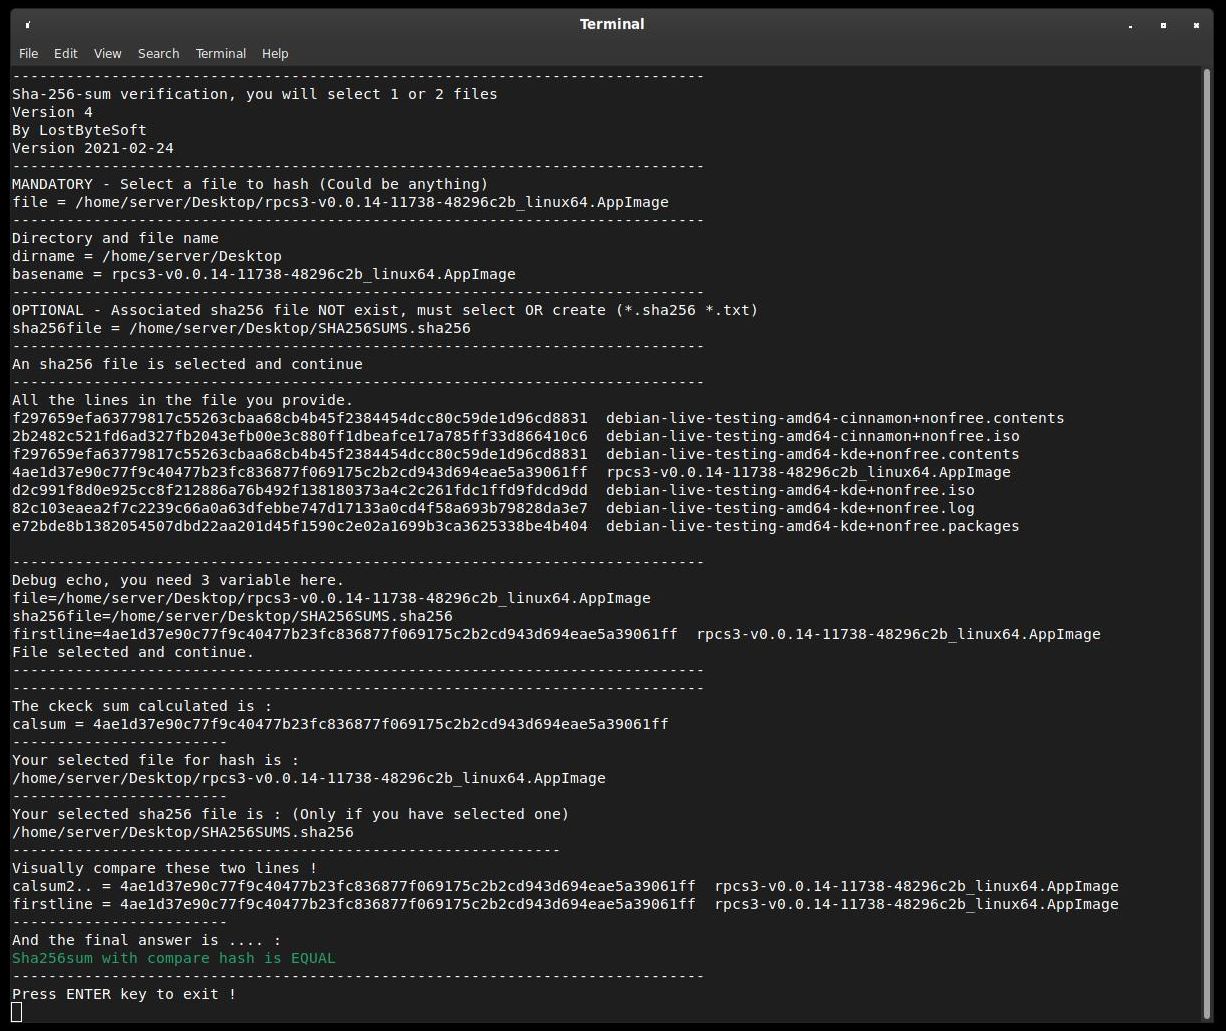 Terminal
File Edit View Search Terminal Help
-----------------------------------------------------------------------------
Sha-256-sum verification, you will select 1 or 2 files
Version 4
By LostByteSoft
Version 2021-02-24
-----------------------------------------------------------------------------
MANDATORY - Select a file to hash (Could be anything)
file = /home/server/Desktop/rpcs3-v0.0.14-11738-48296c2b_linux64.AppImage
-----------------------------------------------------------------------------
Directory and file name
dirname = /home/server/Desktop
basename = rpcs3-v0.0.14-11738-48296c2b_linux64.AppImage
-----------------------------------------------------------------------------
OPTIONAL - Associated sha256 file NOT exist, must select OR create (*.sha256 *.txt)
sha256file = /home/server/Desktop/SHA256SUMS.sha256
-----------------------------------------------------------------------------
An sha256 file is selected and continue
-----------------------------------------------------------------------------
All the lines in the file you provide.
f297659efa63779817c55263cbaa68cb4b45f2384454dcc80c59de1d96cd8831  debian-live-testing-amd64-cinnamon+nonfree.contents
2b2482c521fd6ad327fb2043efb00e3c880ff1dbeafce17a785ff33d866410c6  debian-live-testing-amd64-cinnamon+nonfree.iso
f297659efa63779817c55263cbaa68cb4b45f2384454dcc80c59de1d96cd8831  debian-live-testing-amd64-kde+nonfree.contents
4ae1d37e90c77f9c40477b23fc836877f069175c2b2cd943d694eae5a39061ff  rpcs3-v0.0.14-11738-48296c2b_linux64.AppImage
d2c991f8d0e925cc8f212886a76b492f138180373a4c2c261fdc1ffd9fdcd9dd  debian-live-testing-amd64-kde+nonfree.iso
82c103eaea2f7c2239c66a0a63dfebbe747d17133a0cd4f58a693b79828da3e7  debian-live-testing-amd64-kde+nonfree.log
e72bde8b1382054507dbd22aa201d45f1590c2e02a1699b3ca3625338be4b404  debian-live-testing-amd64-kde+nonfree.packages
-----------------------------------------------------------------------------
Debug echo, you need 3 variable here.
file=/home/server/Desktop/rpcs3-v0.0.14-11738-48296c2b_linux64.AppImage
sha256file=/home/server/Desktop/SHA256SUMS.sha256
firstline=4ae1d37e90c77f9c40477b23fc836877f069175c2b2cd943d694eae5a39061ff  rpcs3-v0.0.14-11738-48296c2b_linux64.AppImage
File selected and continue.
-----------------------------------------------------------------------------
-----------------------------------------------------------------------------
The ckeck sum calculated is :
calsum = 4ae1d37e90c77f9c40477b23fc836877f069175c2b2cd943d694eae5a39061ff
------------------------
Your selected file for hash is :
/home/server/Desktop/rpcs3-v0.0.14-11738-48296c2b_linux64.AppImage
------------------------
Your selected sha256 file is : (Only if you have selected one)
/home/server/Desktop/SHA256SUMS.sha256
-------------------------------------------------------------
Visually compare these two lines !
calsum2.. = 4ae1d37e90c77f9c40477b23fc836877f069175c2b2cd943d694eae5a39061ff  rpcs3-v0.0.14-11738-48296c2b_linux64.AppImage
firstline = 4ae1d37e90c77f9c40477b23fc836877f069175c2b2cd943d694eae5a39061ff  rpcs3-v0.0.14-11738-48296c2b_linux64.AppImage
------------------------
And the final answer is .... :
Sha256sum with compare hash is EQUAL
-----------------------------------------------------------------------------
Press ENTER key to exit !